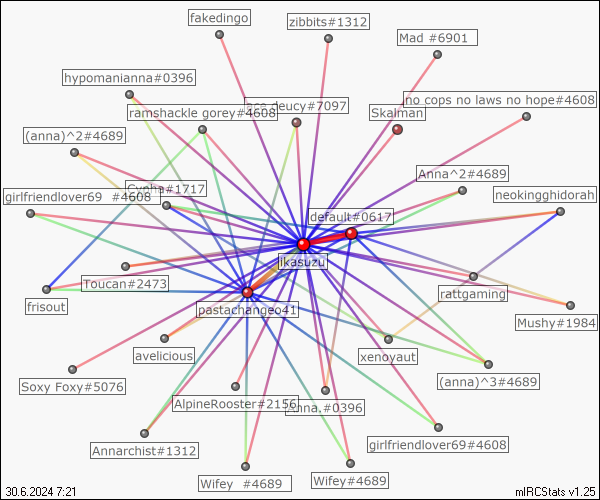 fakedingo
zibbits#1312
Mad #6901
hypomanianna#0396
ace deucy#7097
ramshackle gorey#4608
Skalman
no cops no laws no hope#4608
(anna)^2#4689
Anna^2#4689
Cypha#1717
girlfriendlover69 #4608
neokingghidorah
default#0617
jikasuzu
Toucan#2473
rattgaming
frisout
pastachangeo41
Mushy#1984
avelicious
xenoyaut
Soxy Foxy#5076
(anna)^3#4689
AlpineRooster#2156
#0396
Annarchist#1312
girlfriendlover69#4608
Wifey #4689
Wifey#4689
30.6.2024 7:21
mIRCStats v1.25